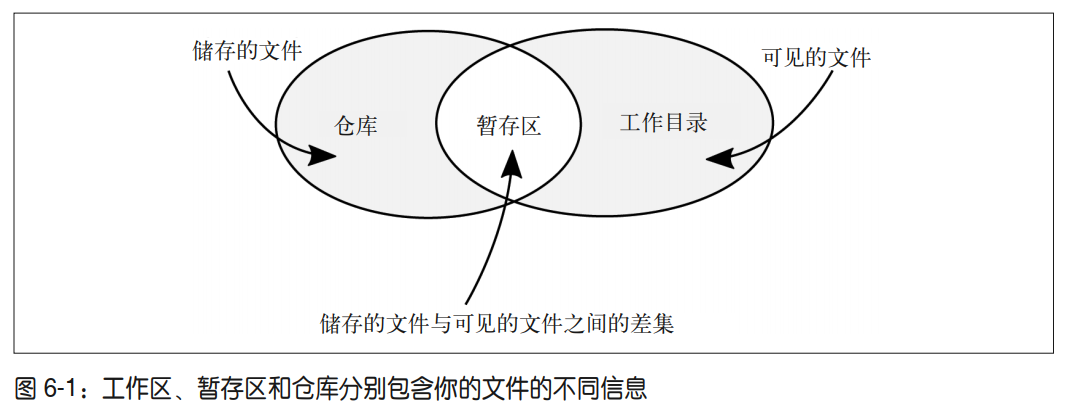 储存的文件
可见的文件
仓库
暂存区
工作目录
储存的文件与可见的文件之间的差集
图 6-1：工作区、暂存区和仓库分别包含你的文件的不同信息